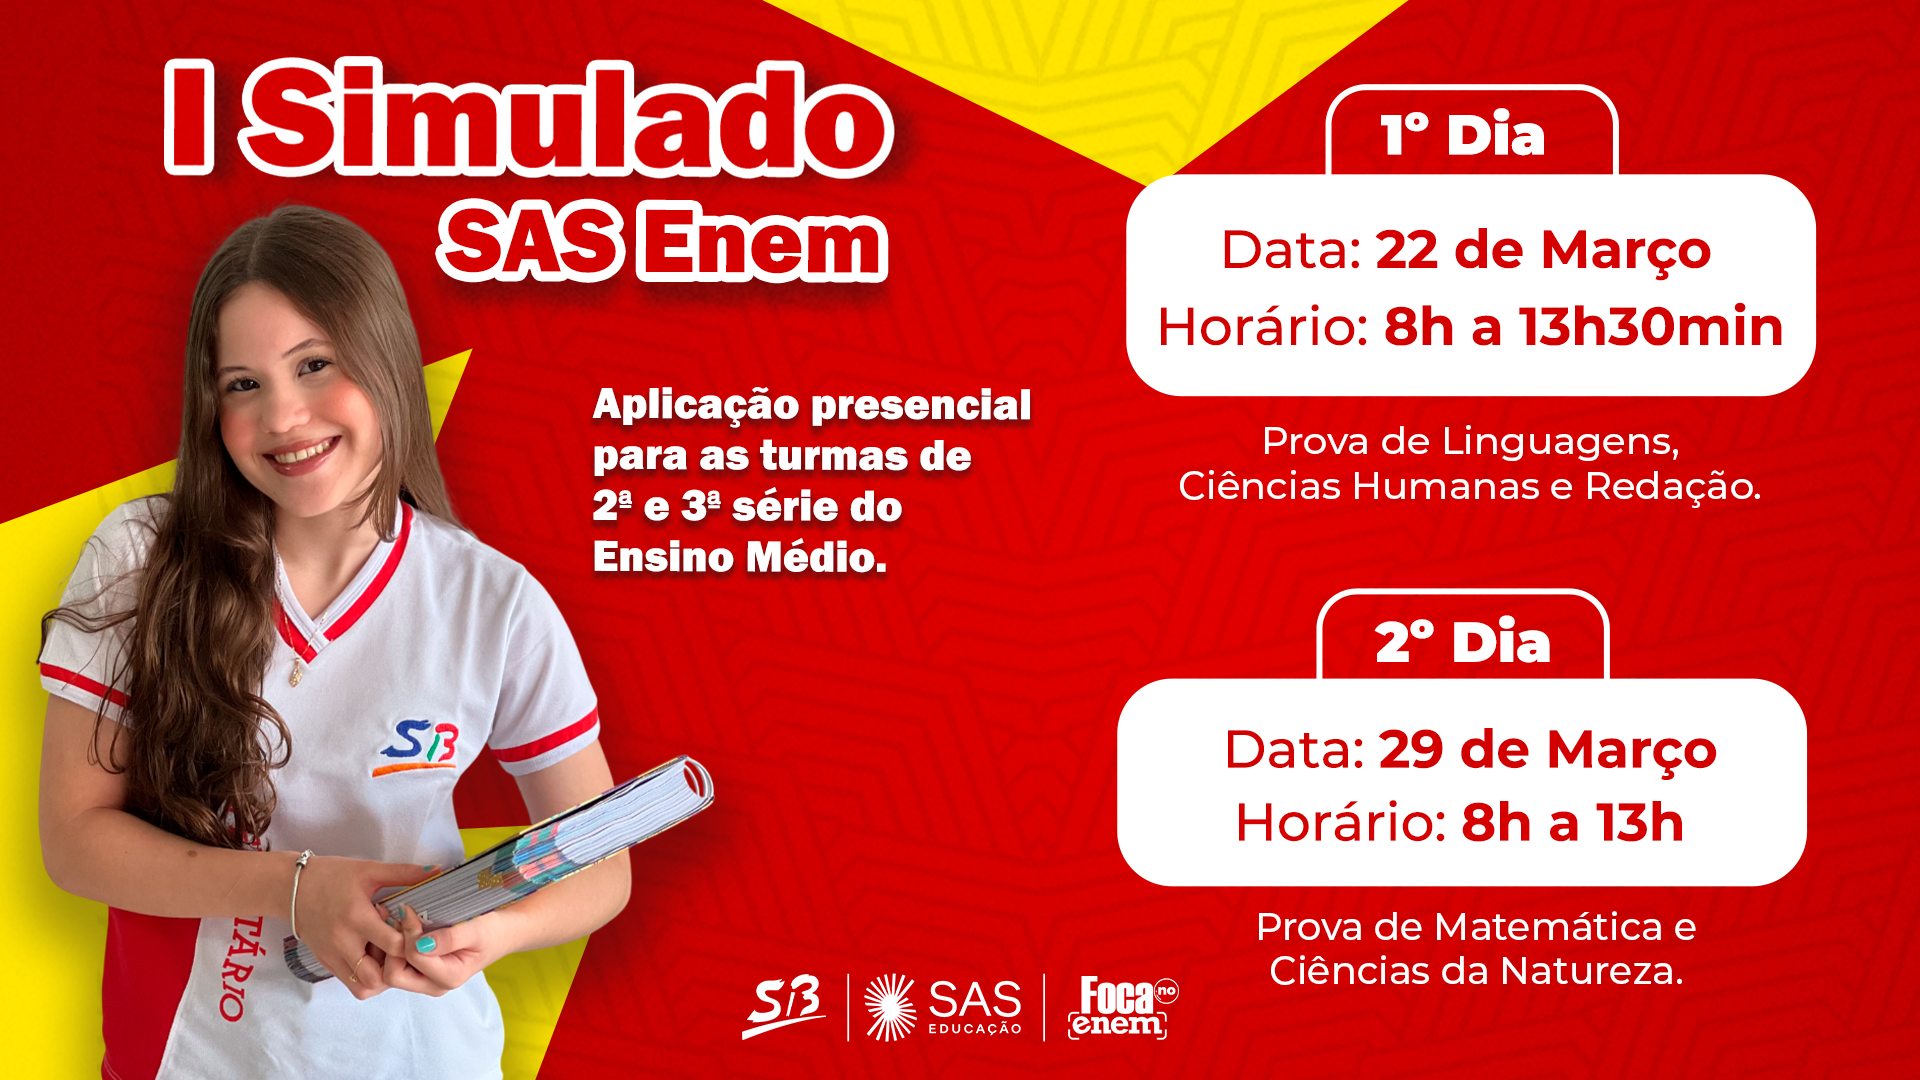 I Simulado
SAS Enem
Aplicação presencial
para as turmas de
2ª e 3ª série do
Ensino Médio.
1º Dia
Data: 22 de Março
Horário: 8h a 13h30min
Prova de Linguagens,
Ciências Humanas e Redação.
2º Dia
Data: 29 de Março
Horário: 8h a 13h
Prova de Matemática e
Ciências da Natureza.
SB
TÁRIO
SB
SAS
EDUCAÇÃO
Foca no
enem